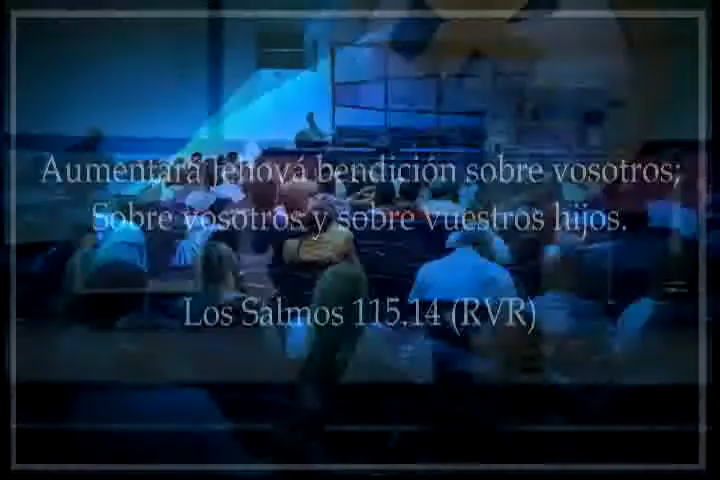 Aumentará Jehová bendición sobre vosotros;
Sobre vosotros y sobre vuestros hijos.
Los Salmos 115.14 (RVR)